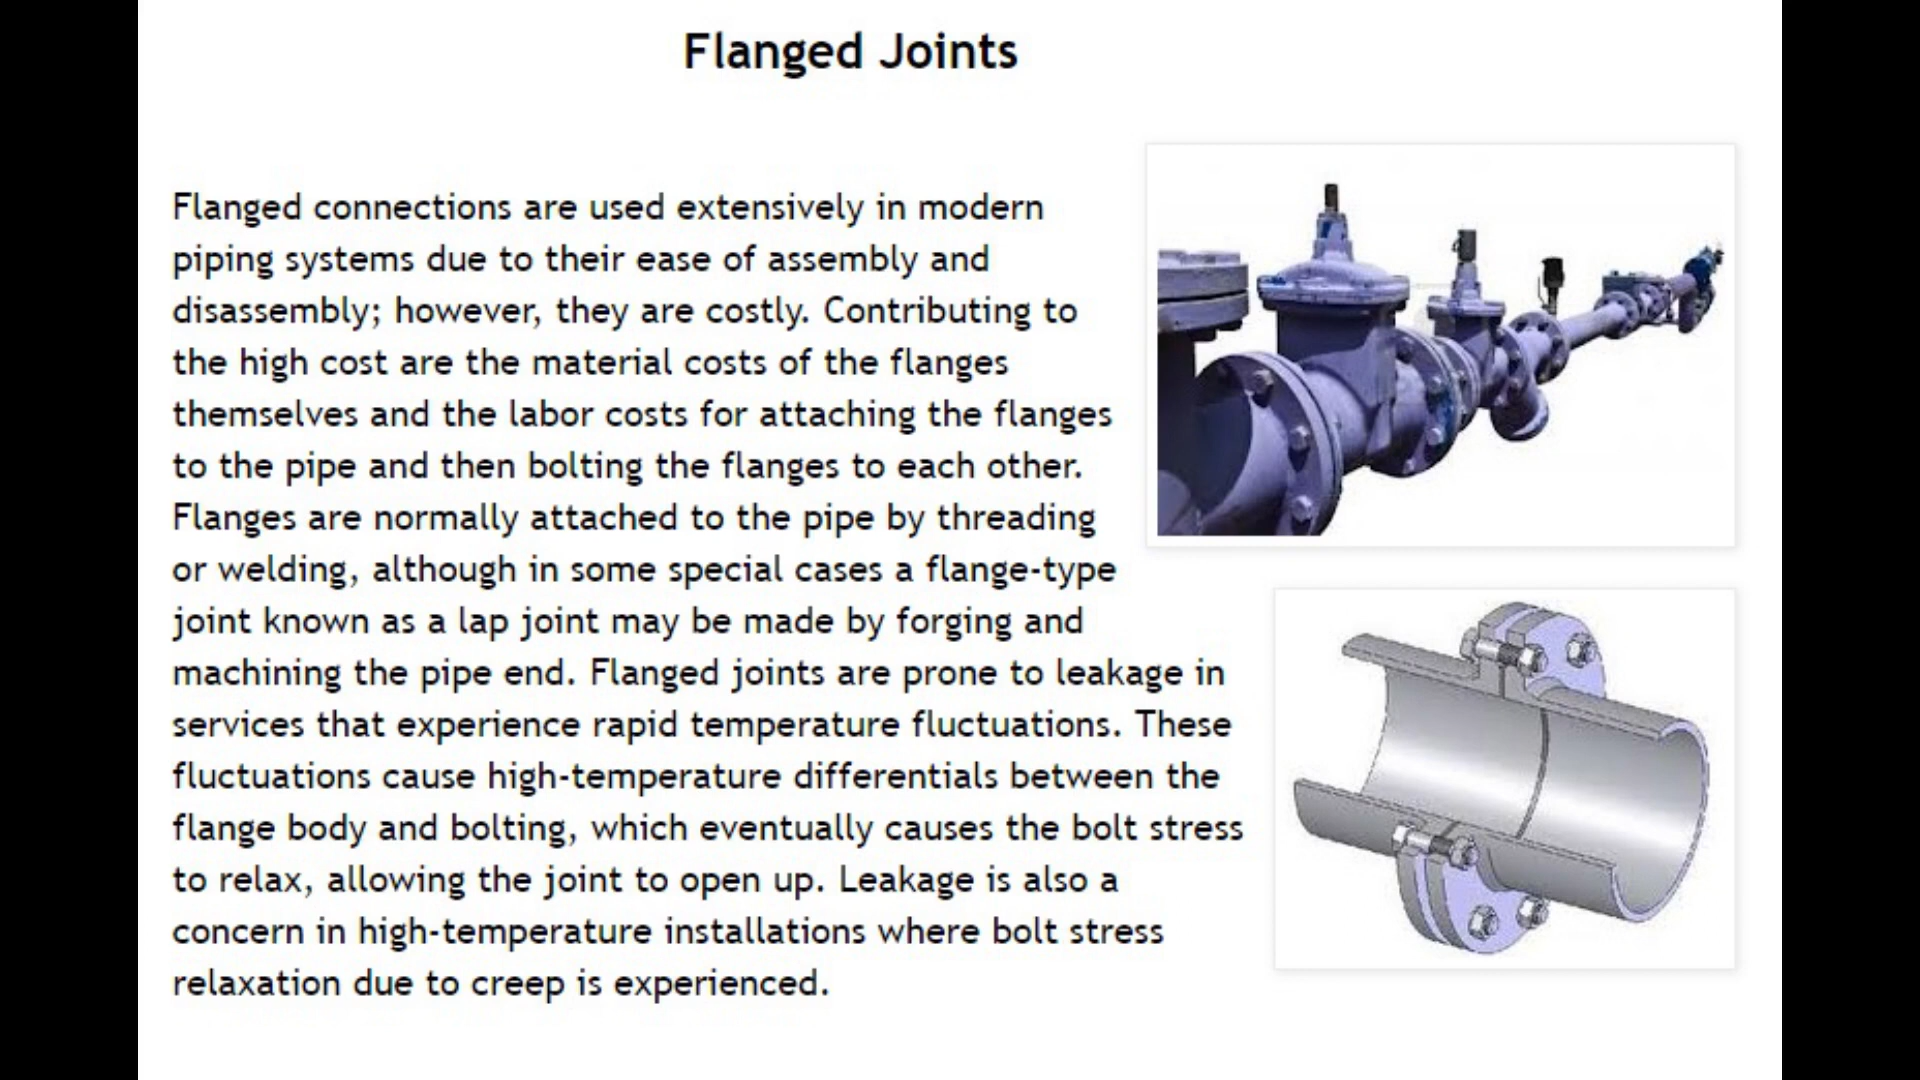 Flanged Joints
Flanged connections are used extensively in modern
piping systems due to their ease of assembly and
disassembly; however, they are costly. Contributing to
the high cost are the material costs of the flanges
themselves and the labor costs for attaching the flanges
to the pipe and then bolting the flanges to each other.
Flanges are normally attached to the pipe by threading
or welding, although in some special cases a flange-type
joint known as a lap joint may be made by forging and
machining the pipe end. Flanged joints are prone to leakage in
services that experience rapid temperature fluctuations. These
fluctuations cause high-temperature differentials between the
flange body and bolting, which eventually causes the bolt stress
to relax, allowing the joint to open up. Leakage is also a
concern in high-temperature installations where bolt stress
relaxation due to creep is experienced.